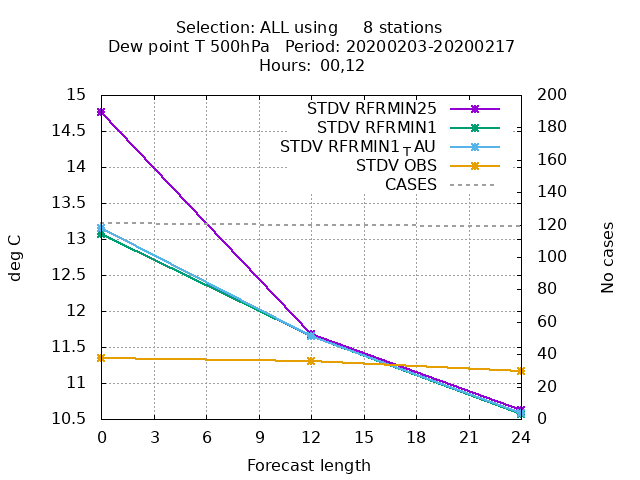 Selection: ALL using     8 stations
Dew point T 500hPa   Period: 20200203-20200217
Hours: 00,12
STDV RFRMIN25
STDV RFRMIN1
STDV RFRMIN1TAU
STDV OBS
CASES
deg C
15
14.5
14
13.5
13
12.5
12
11.5
11
10.5
200
180
160
140
120
100
80
60
40
20
0
No cases
0 3 6 9 12 15 18 21 24
Forecast length